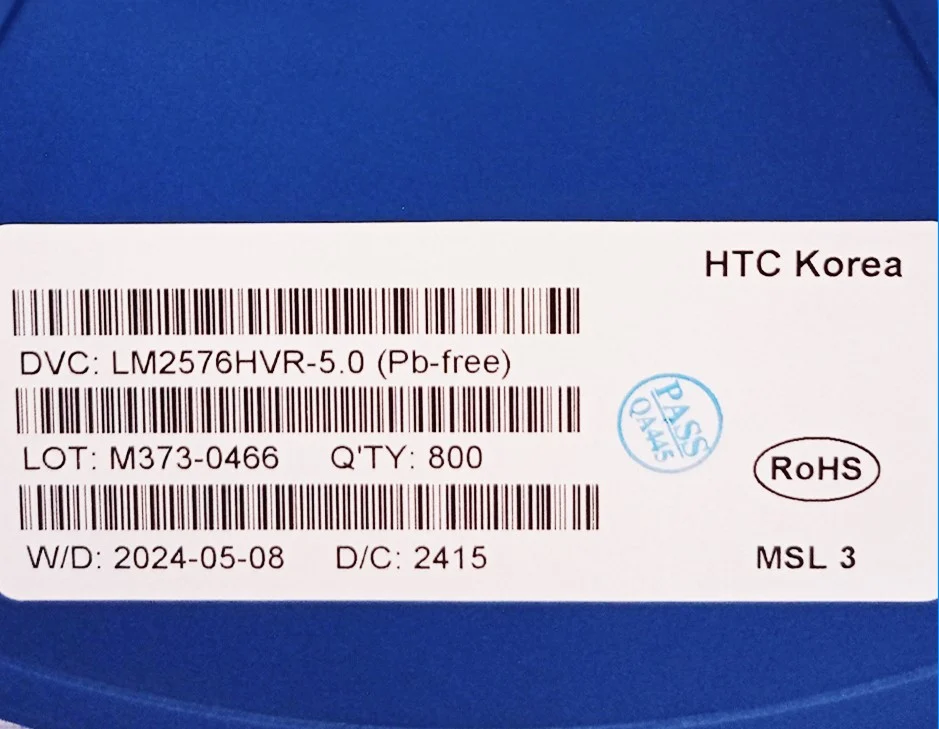 HTC Korea
DVC: LM2576HVR-5.0 (Pb-free)
LOT: M373-0466 Q'TY: 800
PASS
QA445
RoHS
W/D: 2024-05-08 D/C: 2415
MSL 3